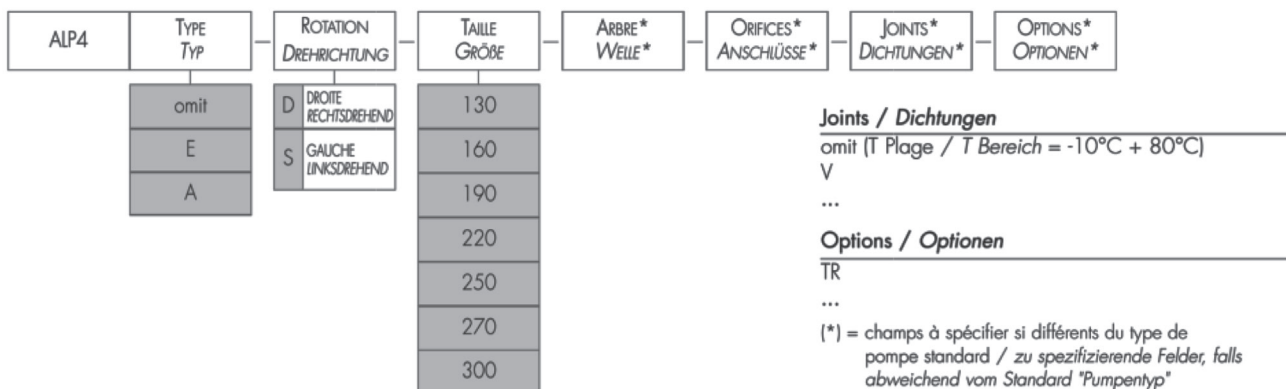 ALP4
TYPE
TYP
ROTATION
DREHRICHTUNG
TAILLE
GRÖßE
ARBRE*
WELLE*
ORIFICES*
ANSCHLÜSSE*
JOINTS*
DICHTUNGEN*
OPTIONS*
OPTIONEN*
omit
E
A
D DROITE
RECHTSDREHEND
S GAUCHE
LINKSDREHEND
130
160
190
220
250
270
300
Joints / Dichtungen
omit (T Plage / T Bereich = -10°C + 80°C)
V
...
Options / Optionen
TR
...
(*) = champs à spécifier si différents du type de
pompe standard / zu spezifizierende Felder, falls
abweichend vom Standard "Pumpentyp"